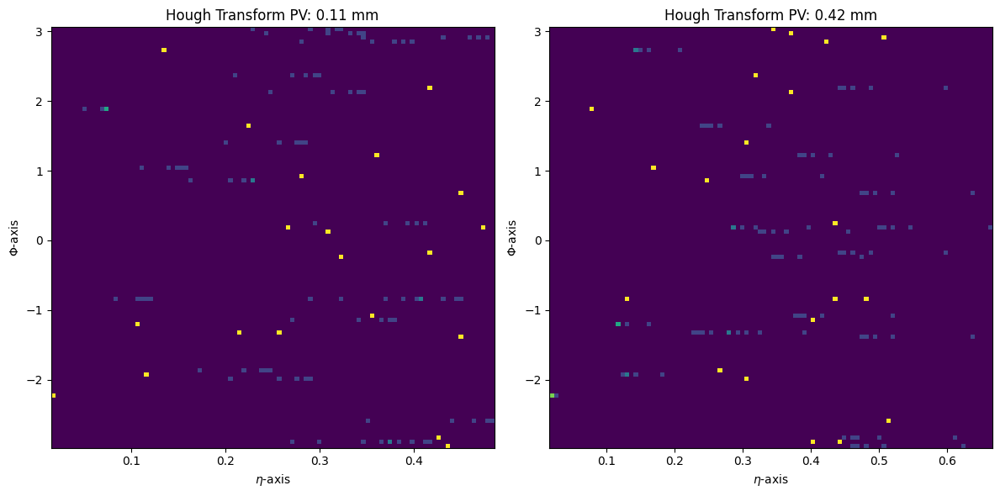 Hough Transform PV: 0.11 mm
3
2
1
0
−1
−2
Φ-axis
0.1 0.2 0.3 0.4
η-axis
Hough Transform PV: 0.42 mm
3
2
1
0
−1
−2
Φ-axis
0.1 0.2 0.3 0.4 0.5 0.6
η-axis